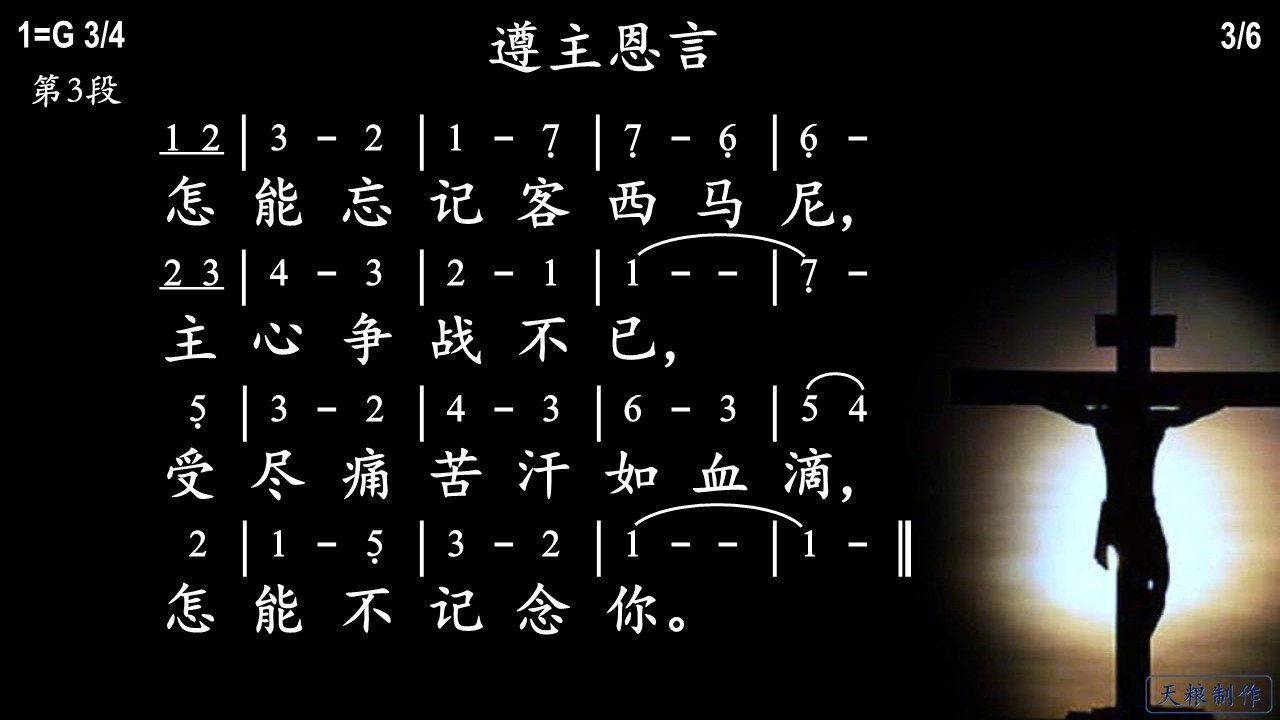 1=G 3/4
遵主恩言
3/6
第3段
1 2 | 3 - 2 | 1 - 7̣ | 7̣ - 6̣ | 6̣ -
怎能忘记客西马尼，
2 3 | 4 - 3 | 2 - 1 | 1 - - | 7̣ -
主心争战不已，
5̣ | 3 - 2 | 4 - 3 | 6 - 3 | 5 4
受尽痛苦汗如血滴，
2 | 1 - 5̣ | 3 - 2 | 1 - - | 1 - ‖
怎能不记念你。
天粮制作